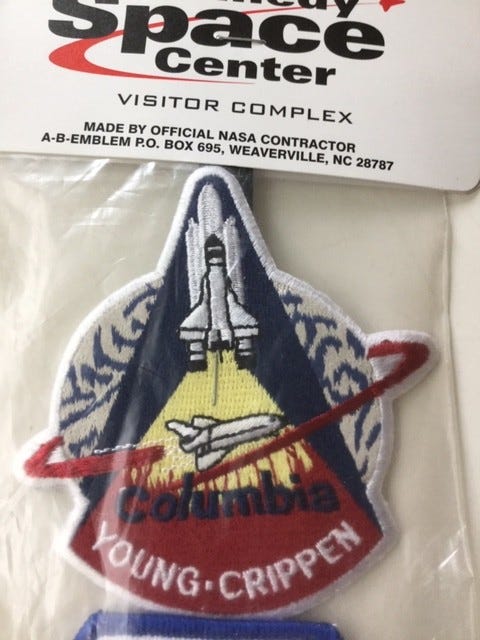 Space
Center
VISITOR COMPLEX
MADE BY OFFICIAL NASA CONTRACTOR
A-B-EMBLEM P.O. BOX 695, WEAVERVILLE, NC 28787
Columbia
YOUNG·CRIPPEN